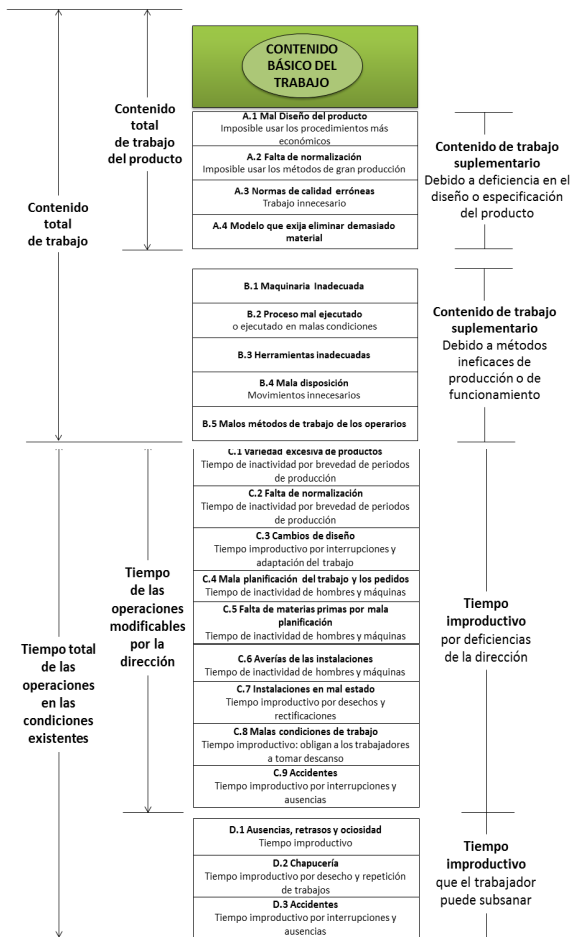 CONTENIDO
BÁSICO DEL
TRABAJO
Contenido
total
de trabajo
del producto
Contenido
total
de trabajo
A.1 Mal Diseño del producto
Imposible usar los procedimientos más
económicos
A.2 Falta de normalización
Imposible usar los métodos de gran producción
A.3 Normas de calidad erróneas
Trabajo innecesario
A.4 Modelo que exija eliminar demasiado
material
Contenido de trabajo
suplementario
Debido a deficiencia en el
diseño o especificación
del producto
B.1 Maquinaria Inadecuada
B.2 Proceso mal ejecutado
o ejecutado en malas condiciones
B.3 Herramientas inadecuadas
B.4 Mala disposición
Movimientos innecesarios
B.5 Malos métodos de trabajo de los operarios
Contenido de trabajo
suplementario
Debido a métodos
ineficaces de
producción o de
funcionamiento
C.1 Variedad excesiva de productos
Tiempo de inactividad por brevedad de periodos
de producción
C.2 Falta de normalización
Tiempo de inactividad por brevedad de periodos
de producción
C.3 Cambios de diseño
Tiempo improductivo por interrupciones y
adaptación del trabajo
C.4 Mala planificación del trabajo y los pedidos
Tiempo de inactividad de hombres y máquinas
C.5 Falta de materias primas por mala
planificación
Tiempo de inactividad de hombres y máquinas
C.6 Averías de las instalaciones
Tiempo de inactividad de hombres y máquinas
C.7 Instalaciones en mal estado
Tiempo improductivo por desechos y
rectificaciones
C.8 Malas condiciones de trabajo
Tiempo improductivo: obligan a los trabajadores
a tomar descanso
C.9 Accidentes
Tiempo improductivo por interrupciones y
ausencias
Tiempo
de las
operaciones
modificables
por la
dirección
Tiempo total
de las
operaciones
en las
condiciones
existentes
Tiempo
improductivo
por deficiencias
de la dirección
D.1 Ausencias, retrasos y ociosidad
Tiempo improductivo
D.2 Chapucería
Tiempo improductivo por desecho y repetición
de trabajos
D.3 Accidentes
Tiempo improductivo por interrupciones y
ausencias
Tiempo
improductivo
que el trabajador
puede subsanar